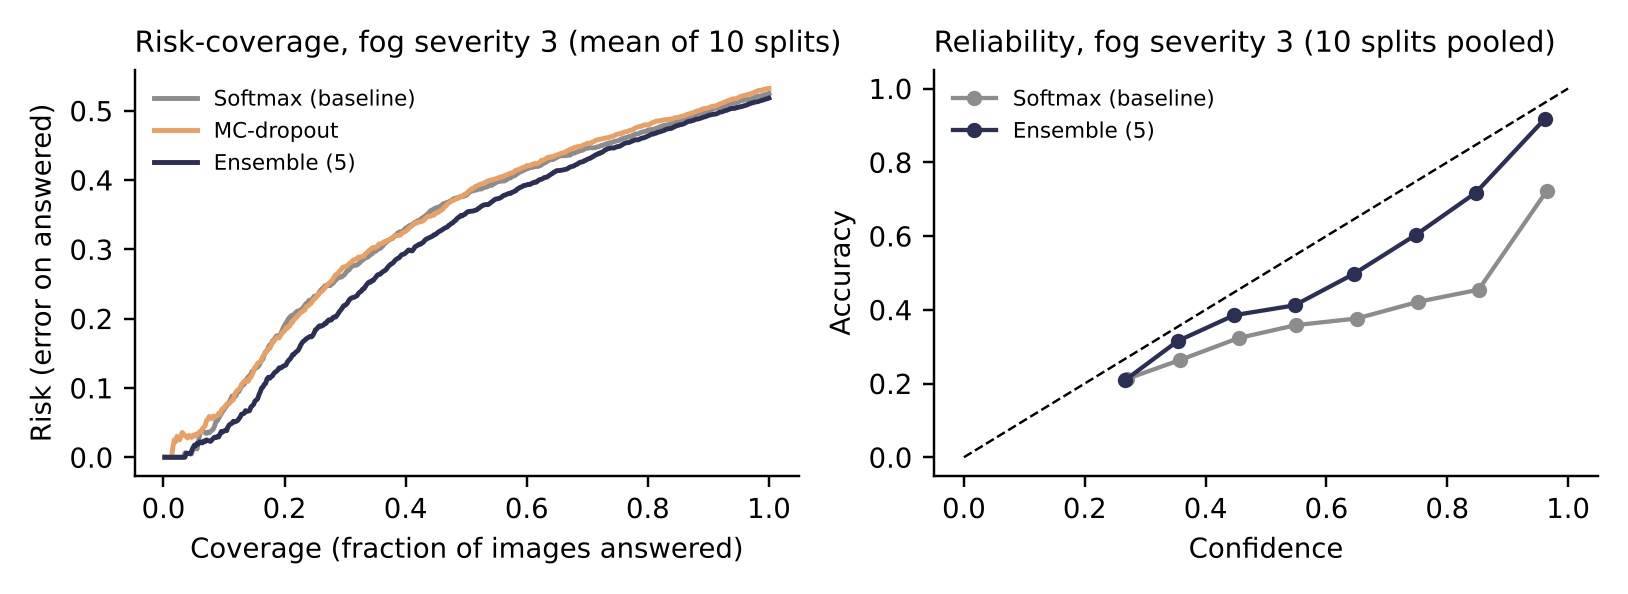 Risk-coverage, fog severity 3 (mean of 10 splits)
Softmax (baseline)
MC-dropout
Ensemble (5)
Risk (error on answered)
0.5
0.4
0.3
0.2
0.1
0.0
0.0 0.2 0.4 0.6 0.8 1.0
Coverage (fraction of images answered)
Reliability, fog severity 3 (10 splits pooled)
Softmax (baseline)
Ensemble (5)
Accuracy
1.0
0.8
0.6
0.4
0.2
0.0
0.0 0.2 0.4 0.6 0.8 1.0
Confidence